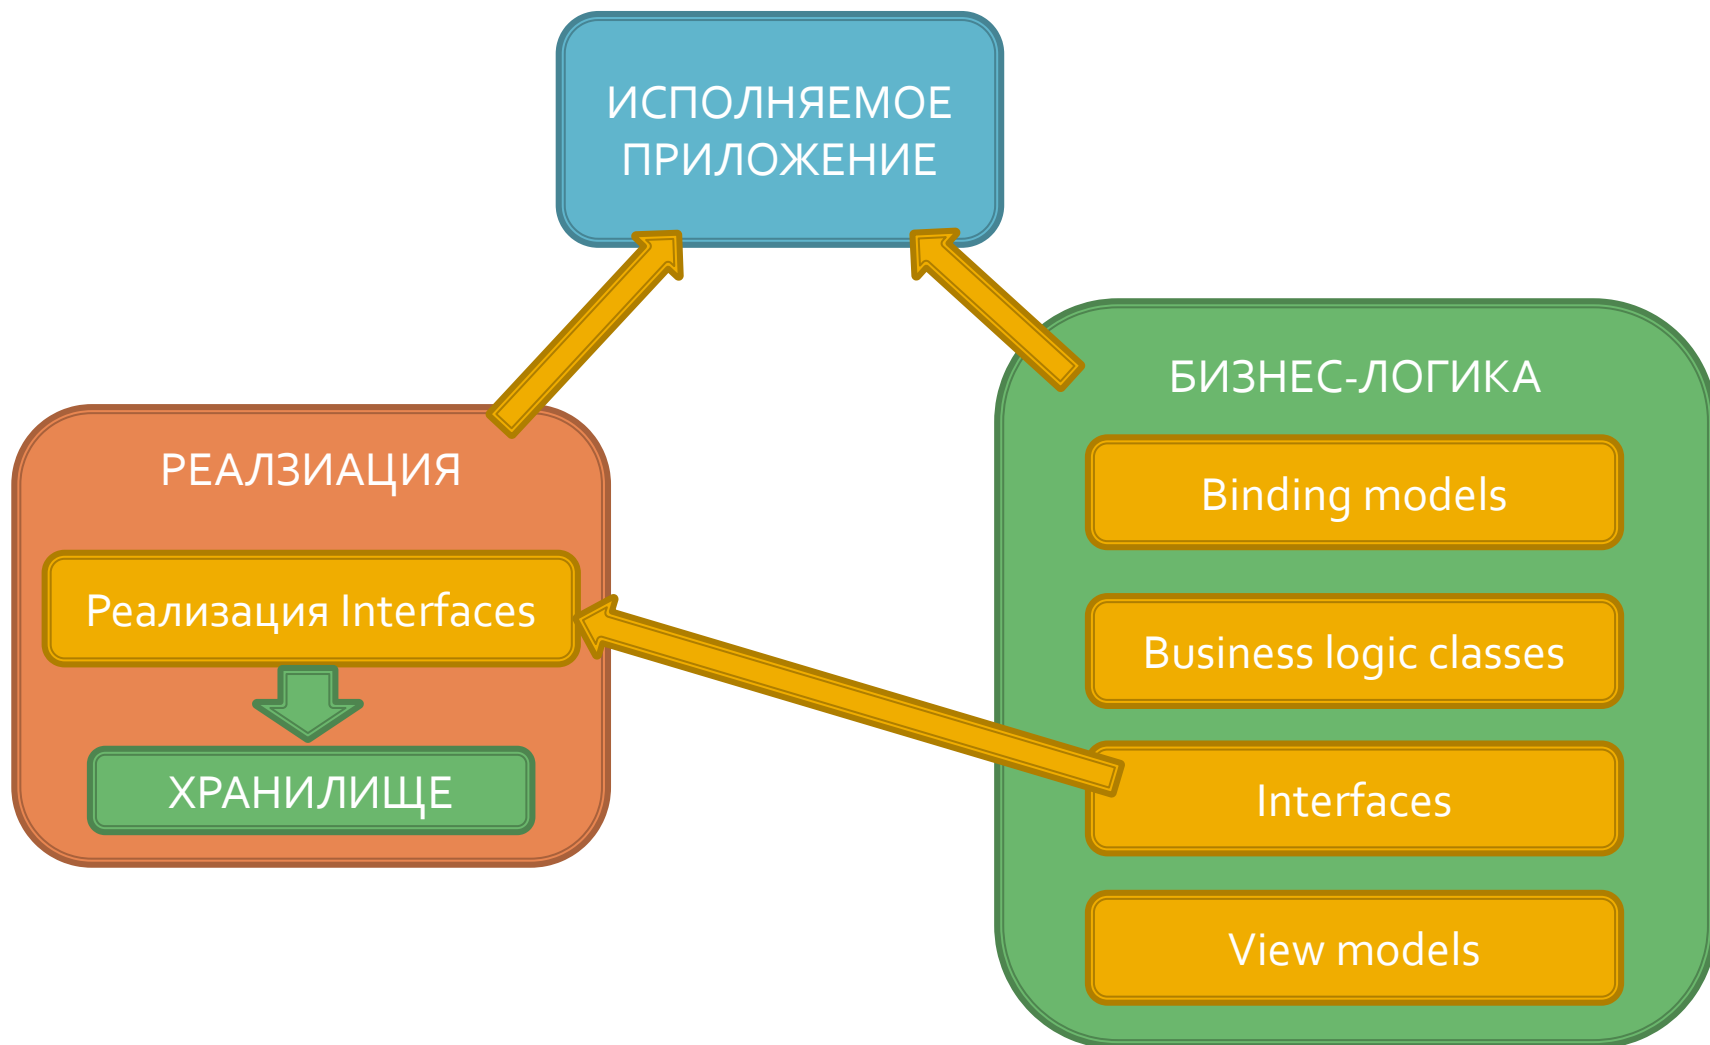 ИСПОЛНЯЕМОЕ
ПРИЛОЖЕНИЕ
БИЗНЕС-ЛОГИКА
Binding models
Business logic classes
Interfaces
View models
РЕАЛЗИАЦИЯ
Реализация Interfaces
ХРАНИЛИЩЕ